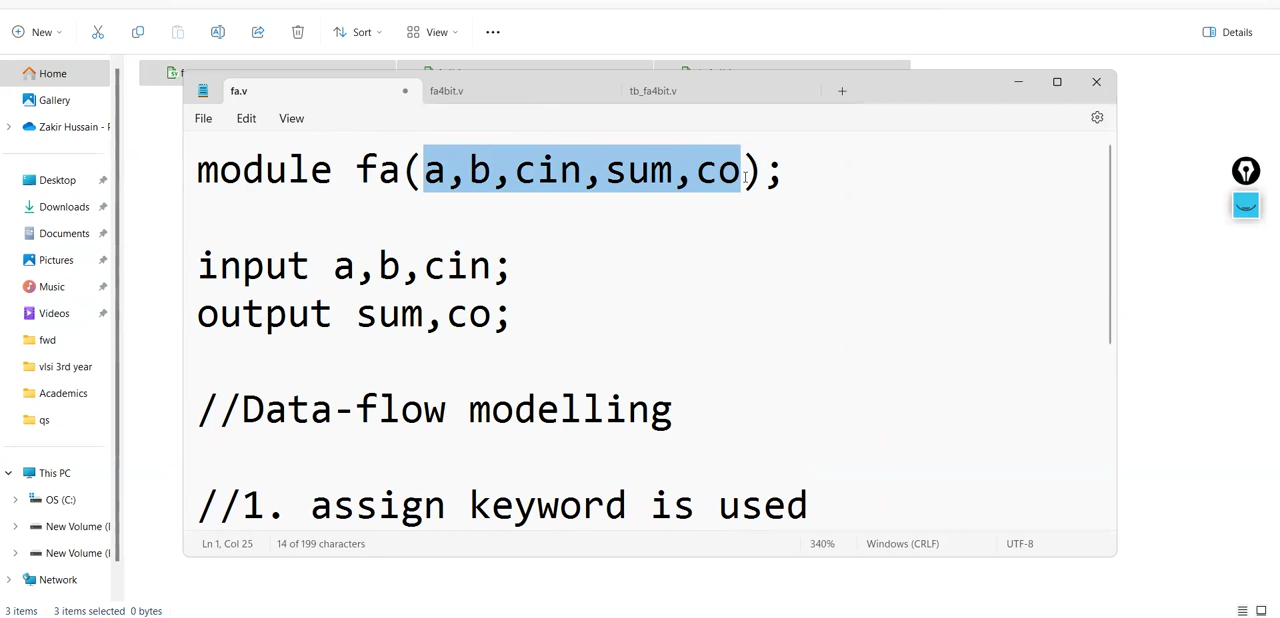 New
Sort
View
Details
Home
Gallery
Zakir Hussain -
Desktop
Downloads
Documents
Pictures
Music
Videos
fwd
vlsi 3rd year
Academics
qs
This PC
OS (C:)
New Volume (
New Volume (
Network
3 items 3 items selected 0 bytes
fa.v fa4bit.v tb_fa4bit.v
File Edit View
module fa(a,b,cin,sum,co);
input a,b,cin;
output sum,co;
//Data-flow modelling
//1. assign keyword is used
Ln 1, Col 25 14 of 199 characters 340% Windows (CRLF) UTF-8